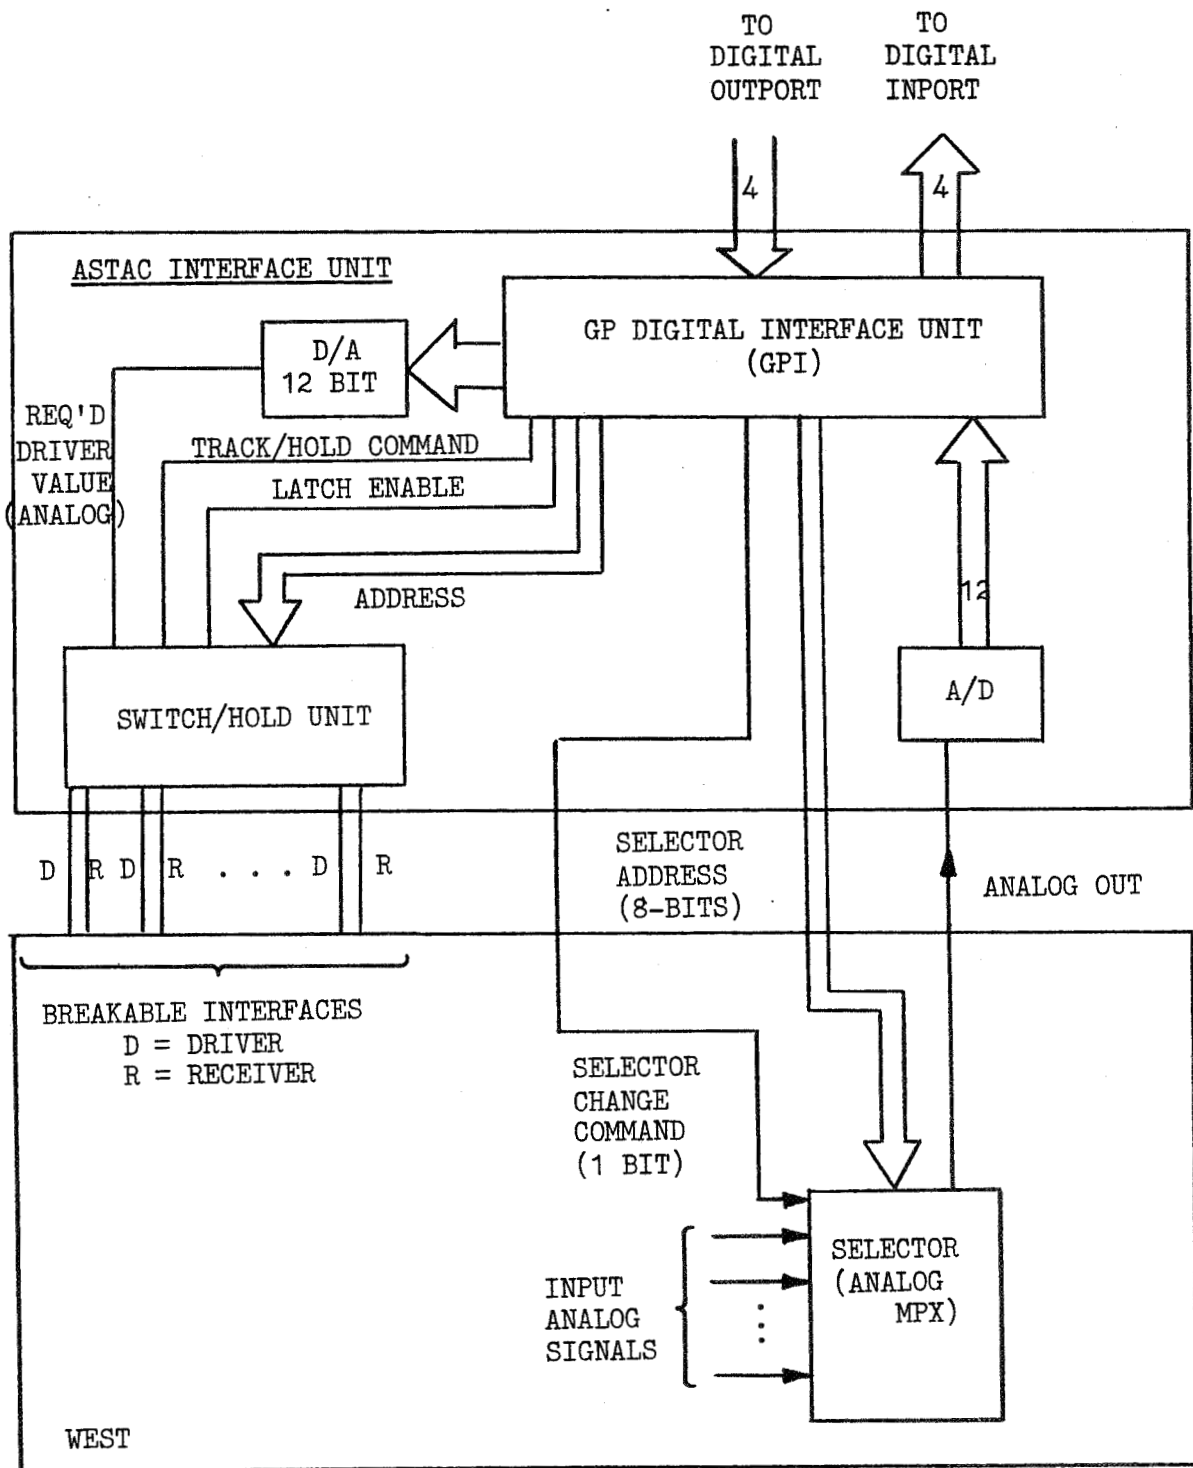 TO
DIGITAL
OUTPORT
TO
DIGITAL
INPORT
4
4
ASTAC INTERFACE UNIT
GP DIGITAL INTERFACE UNIT
(GPI)
D/A
12 BIT
REQ'D
DRIVER
VALUE
(ANALOG)
TRACK/HOLD COMMAND
LATCH ENABLE
ADDRESS
12
A/D
SWITCH/HOLD UNIT
D R D R . . . D R
SELECTOR
ADDRESS
(8-BITS)
ANALOG OUT
BREAKABLE INTERFACES
D = DRIVER
R = RECEIVER
SELECTOR
CHANGE
COMMAND
(1 BIT)
SELECTOR
(ANALOG
MPX)
INPUT
ANALOG
SIGNALS
WEST